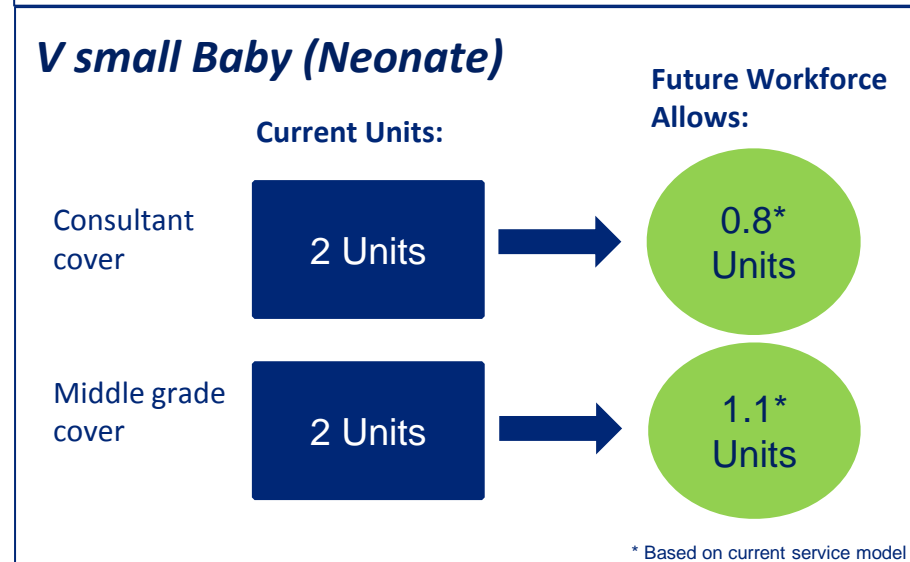 V small Baby (Neonate)
Future Workforce
Allows:
Current Units:
Consultant
cover
2 Units
0.8*
Units
Middle grade
cover
2 Units
1.1*
Units
* Based on current service model